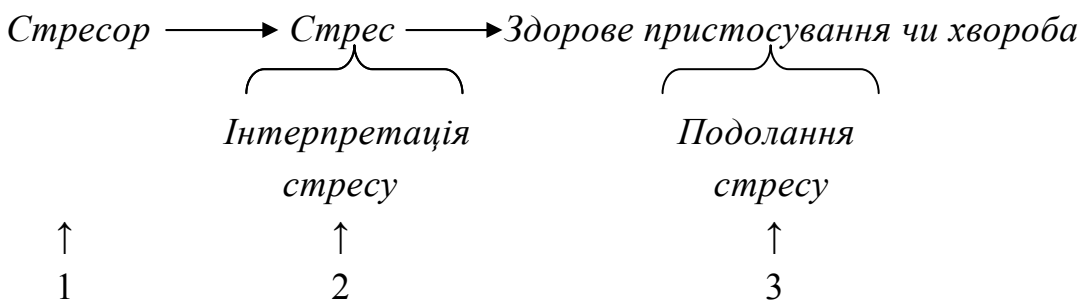 Стресор → Стрес → Здорове пристосування чи хвороба
Інтерпретація Подолання
стресу стресу
↑ ↑ ↑
1 2 3